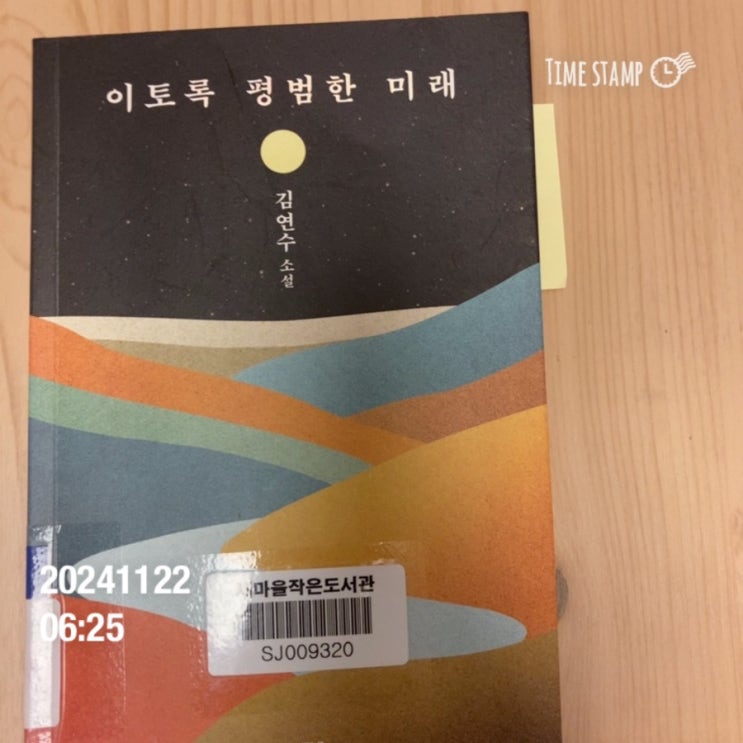 이토록 평범한 미래
TIME STAMP
김연수 소설
20241122
06:25
마을작은도서관
SJ009320